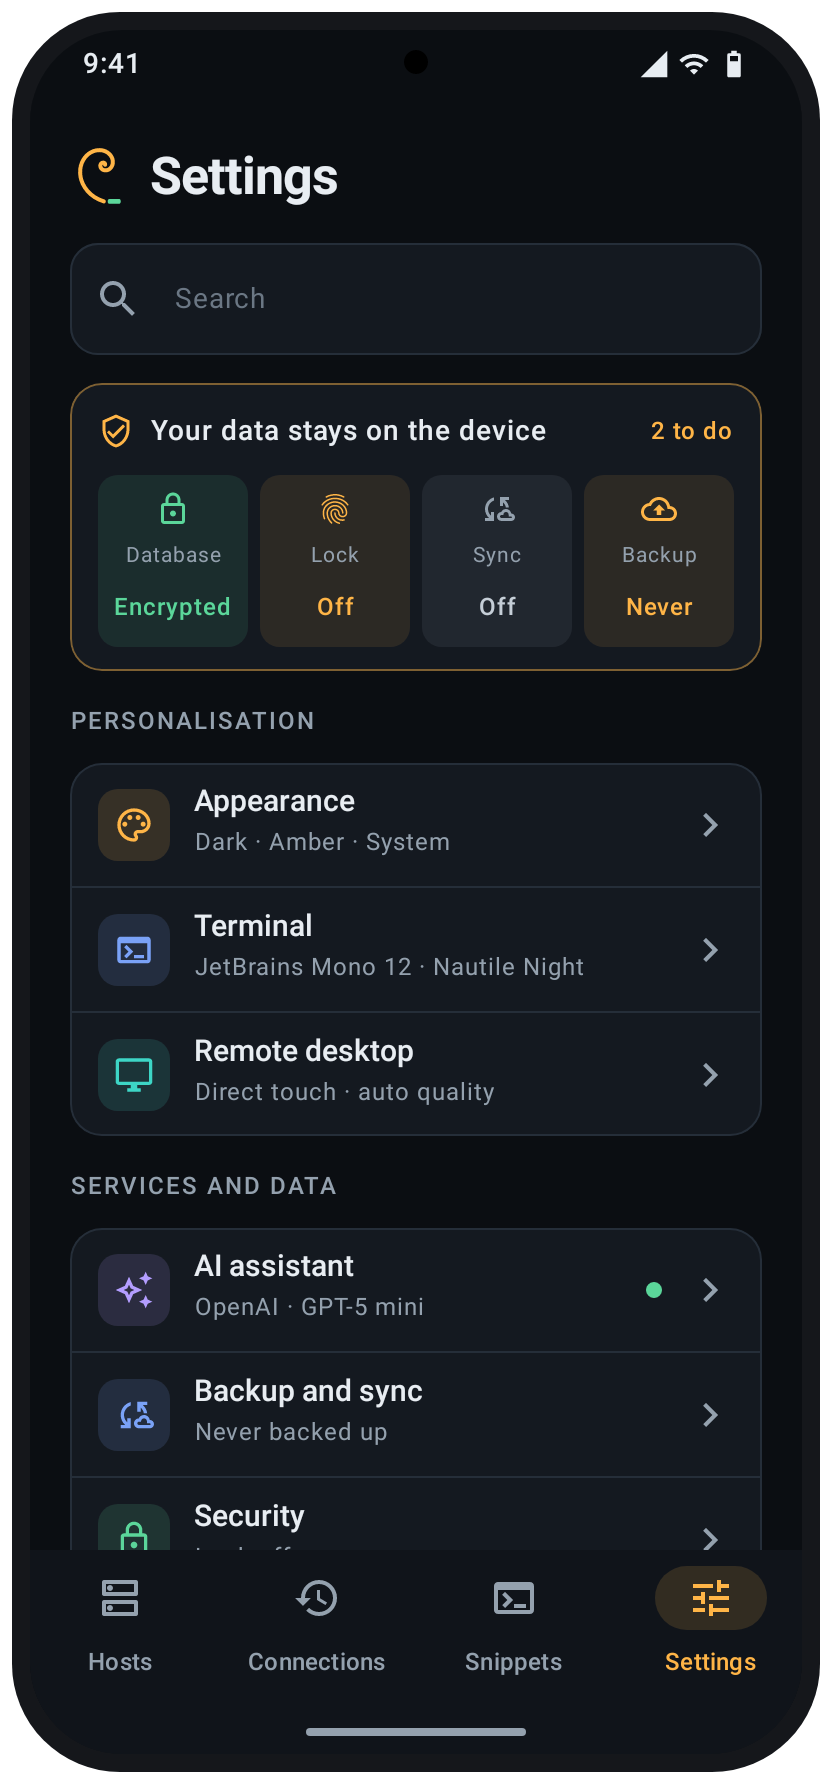 9:41
Settings
Search
Your data stays on the device
2 to do
Database
Lock
Sync
Backup
Encrypted
Off
Off
Never
PERSONALISATION
Appearance
Dark · Amber · System
Terminal
JetBrains Mono 12 · Nautile Night
Remote desktop
Direct touch · auto quality
SERVICES AND DATA
AI assistant
OpenAI · GPT-5 mini
Backup and sync
Never backed up
Security
Hosts
Connections
Snippets
Settings